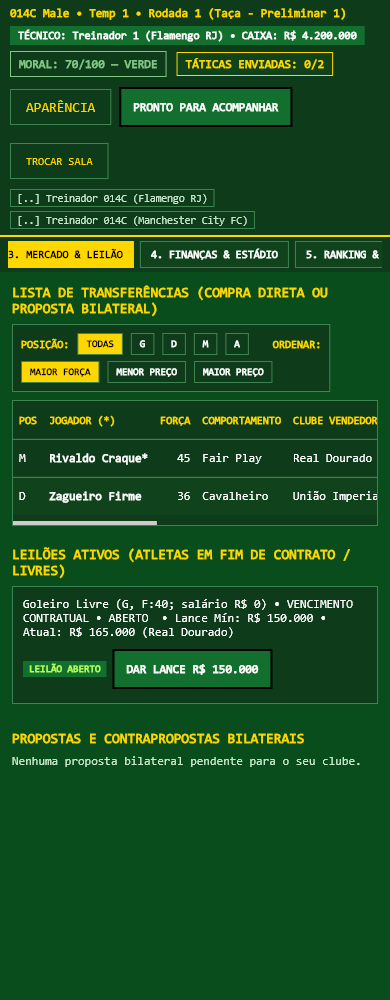 014C Male • Temp 1 • Rodada 1 (Taça - Preliminar 1)
TÉCNICO: Treinador 1 (Flamengo RJ) • CAIXA: R$ 4.200.000
MORAL: 70/100 — VERDE
TÁTICAS ENVIADAS: 0/2
APARÊNCIA
PRONTO PARA ACOMPANHAR
TROCAR SALA
[..] Treinador 014C (Flamengo RJ)
[..] Treinador 014C (Manchester City FC)
3. MERCADO & LEILÃO
4. FINANÇAS & ESTÁDIO
5. RANKING &
LISTA DE TRANSFERÊNCIAS (COMPRA DIRETA OU
PROPOSTA BILATERAL)
POSIÇÃO: TODAS G D M A ORDENAR:
MAIOR FORÇA MENOR PREÇO MAIOR PREÇO
POS JOGADOR (*) FORÇA COMPORTAMENTO CLUBE VENDEDOR
M Rivaldo Craque* 45 Fair Play Real Dourado
D Zagueiro Firme 36 Cavalheiro União Imperia
LEILÕES ATIVOS (ATLETAS EM FIM DE CONTRATO /
LIVRES)
Goleiro Livre (G, F:40; salário R$ 0) • VENCIMENTO
CONTRATUAL • ABERTO • Lance Mín: R$ 150.000 •
Atual: R$ 165.000 (Real Dourado)
LEILÃO ABERTO
DAR LANCE R$ 150.000
PROPOSTAS E CONTRAPROPOSTAS BILATERAIS
Nenhuma proposta bilateral pendente para o seu clube.